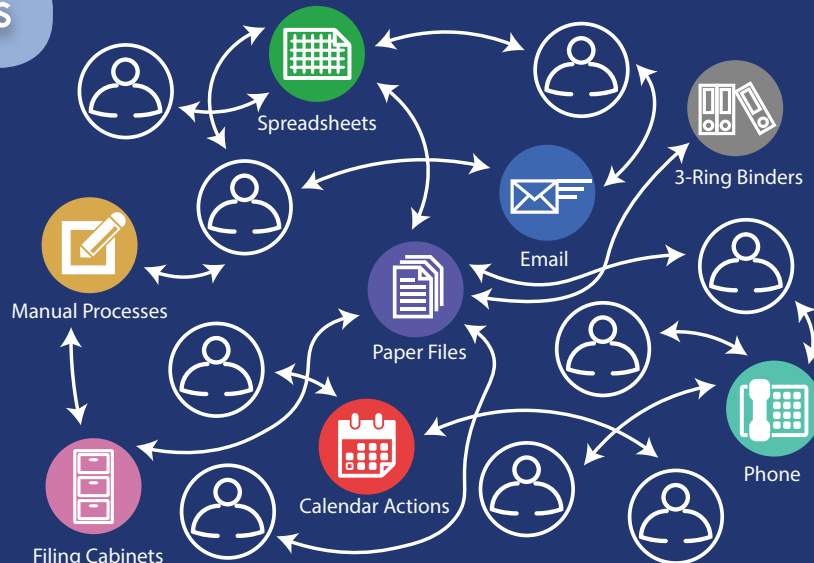 s
Spreadsheets
3-Ring Binders
Email
Manual Processes
Paper Files
Phone
Calendar Actions
Filing Cabinets